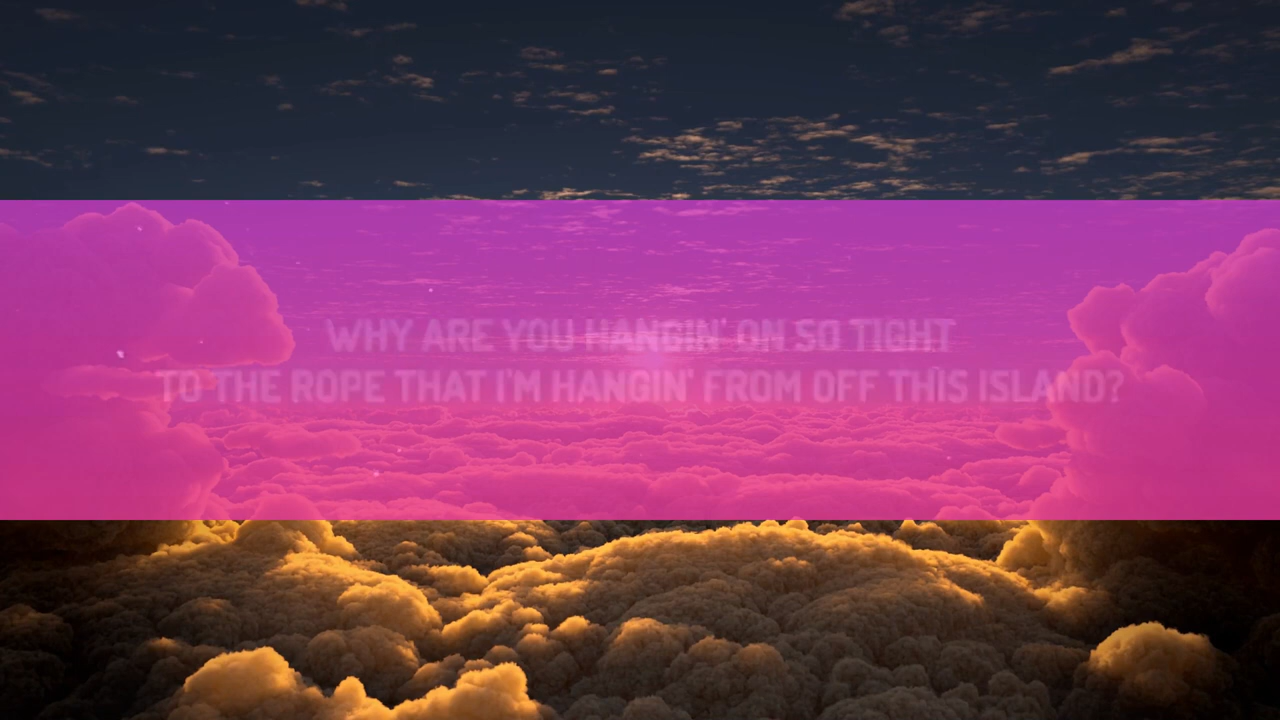 WHY ARE YOU HANGIN' ON SO TIGHT
TO THE ROPE THAT I'M HANGIN' FROM OFF THIS ISLAND?